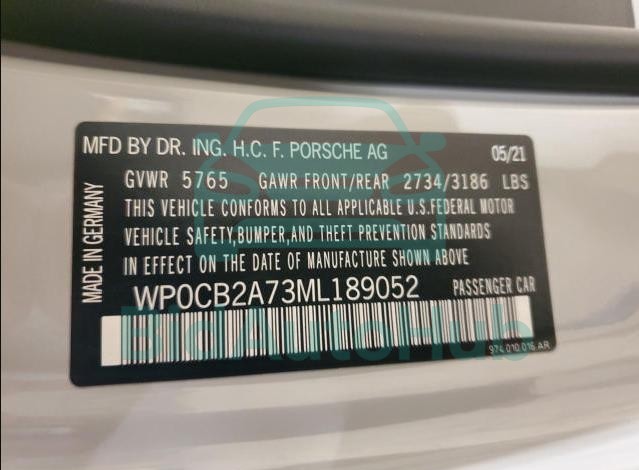 MFD BY DR. ING. H.C. F. PORSCHE AG 05/21
GVWR 5765 GAWR FRONT/REAR 2734/3186 LBS
THIS VEHICLE CONFORMS TO ALL APPLICABLE U.S.FEDERAL MOTOR
VEHICLE SAFETY,BUMPER,AND THEFT PREVENTION STANDARDS
IN EFFECT ON THE DATE OF MANUFACTURE SHOWN ABOVE
WP0CB2A73ML189052 PASSENGER CAR
974.010.016.AR
MADE IN GERMANY
BidAutoHub